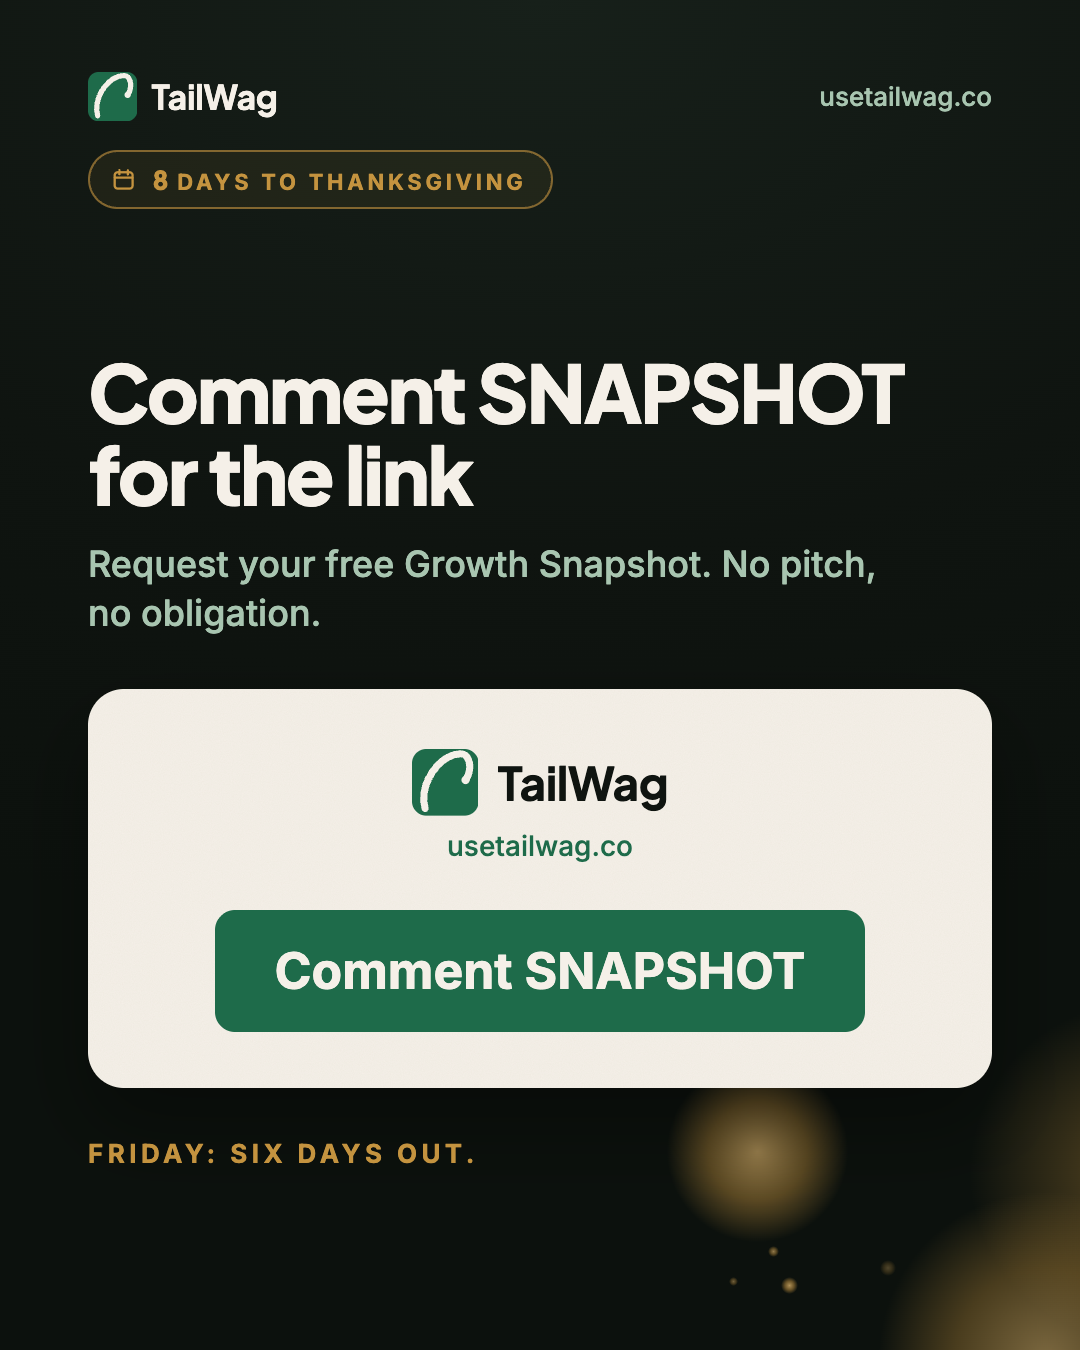 TailWag
usetailwag.co
8 DAYS TO THANKSGIVING
Comment SNAPSHOT
for the link
Request your free Growth Snapshot. No pitch,
no obligation.
TailWag
usetailwag.co
Comment SNAPSHOT
FRIDAY: SIX DAYS OUT.